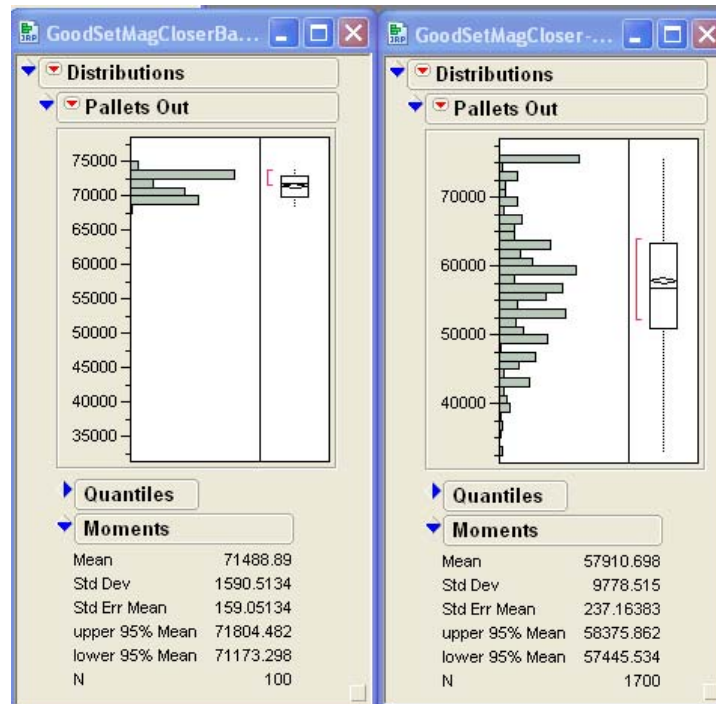 GoodSetMagCloserBa...
Distributions
Pallets Out
75000
70000
65000
60000
55000
50000
45000
40000
35000
Quantiles
Moments
Mean 71488.89
Std Dev 1590.5134
Std Err Mean 159.05134
upper 95% Mean 71804.482
lower 95% Mean 71173.298
N 100
GoodSetMagCloser-...
Distributions
Pallets Out
70000
60000
50000
40000
Quantiles
Moments
Mean 57910.698
Std Dev 9778.515
Std Err Mean 237.16383
upper 95% Mean 58375.862
lower 95% Mean 57445.534
N 1700